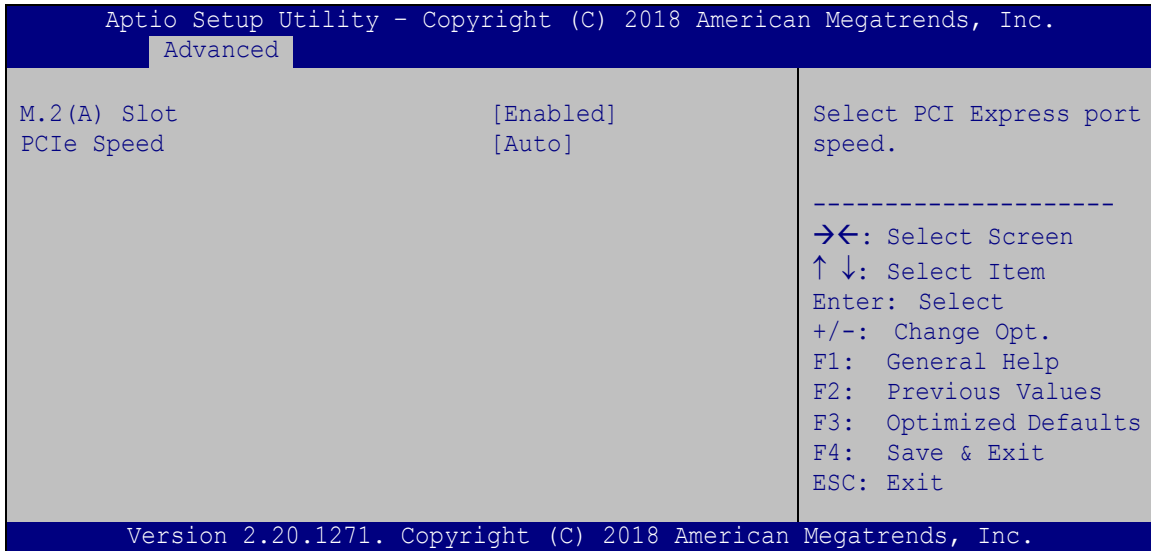 Aptio Setup Utility – Copyright (C) 2018 American Megatrends, Inc.
Advanced
M.2(A) Slot [Enabled]
PCIe Speed [Auto]
Select PCI Express port
speed.
---------------------
→←: Select Screen
↑ ↓: Select Item
Enter: Select
+/-: Change Opt.
F1: General Help
F2: Previous Values
F3: Optimized Defaults
F4: Save & Exit
ESC: Exit
Version 2.20.1271. Copyright (C) 2018 American Megatrends, Inc.